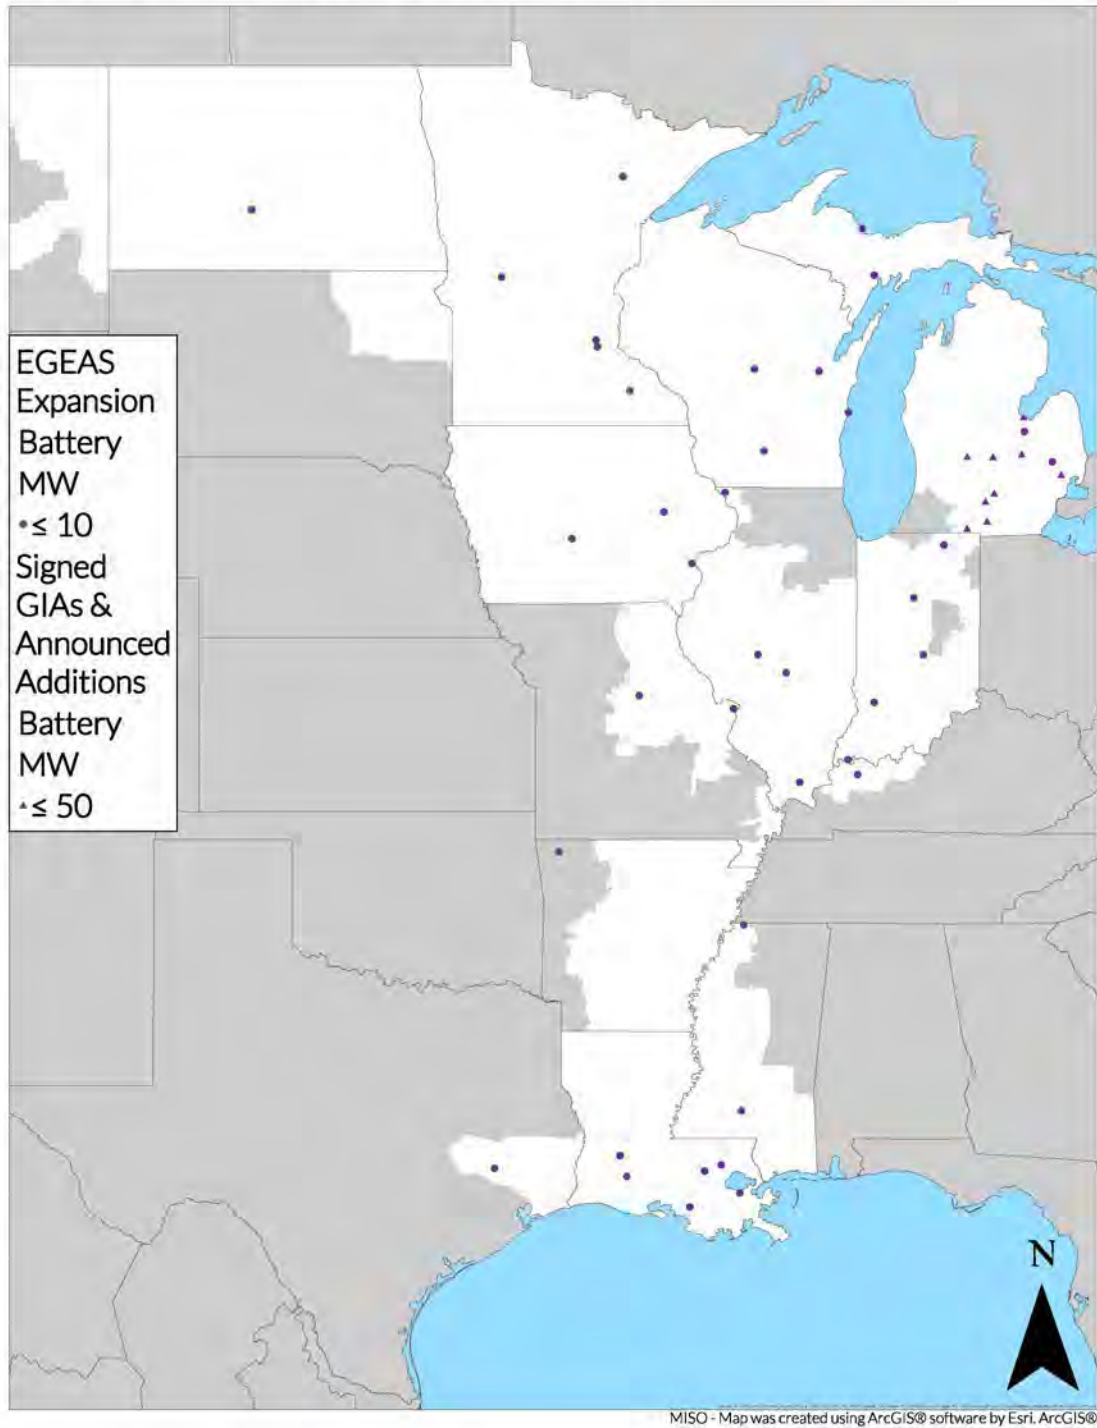 EGEAS
Expansion
Battery
MW
≤ 10
Signed
GIAs &
Announced
Additions
Battery
MW
≤ 50
N
MISO - Map was created using ArcGIS® software by Esri. ArcGIS®